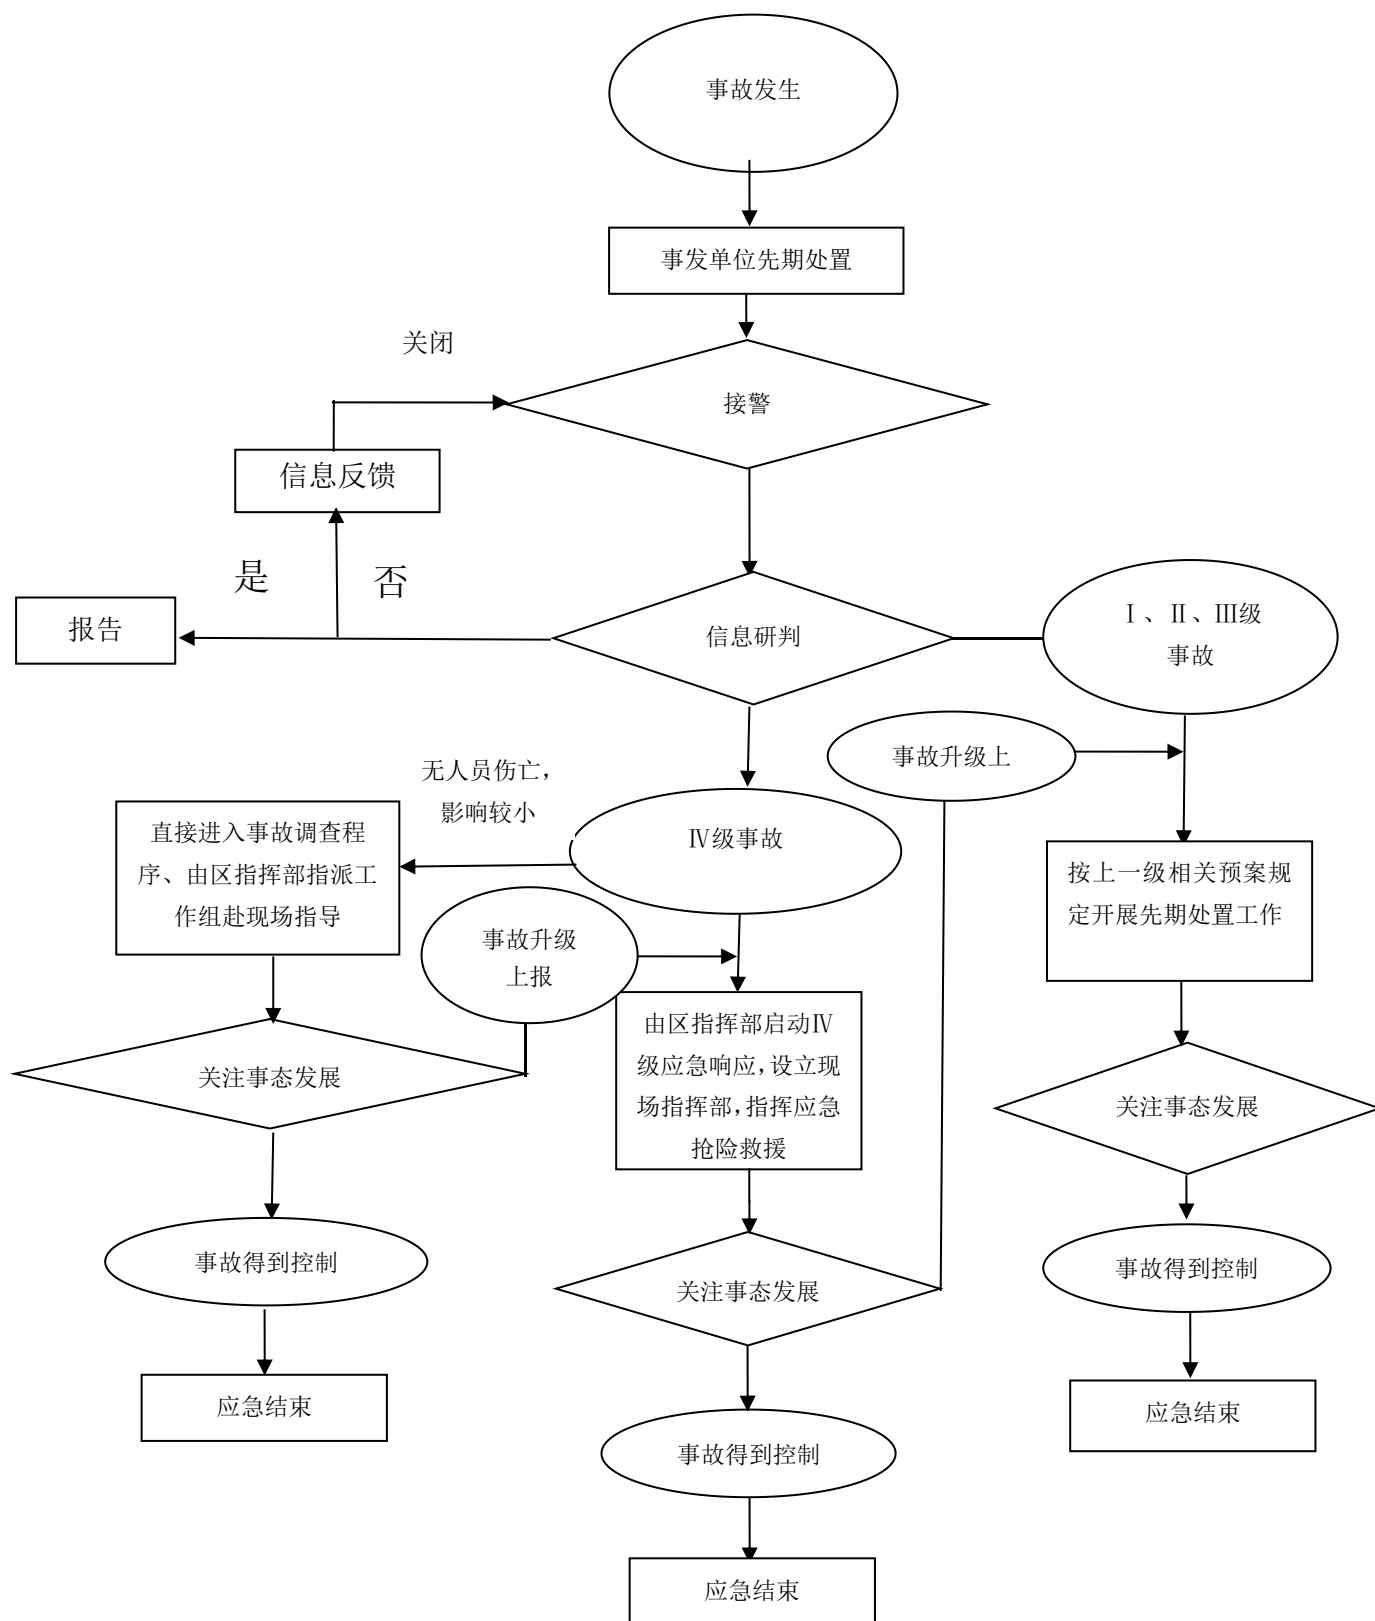 事故发生
事发单位先期处置
关闭
接警
信息反馈
是
否
报告
信息研判
Ⅰ、Ⅱ、Ⅲ级
事故
事故升级上
无人员伤亡，
影响较小
Ⅳ级事故
直接进入事故调查程
序、由区指挥部指派工
作组赴现场指导
按上一级相关预案规
定开展先期处置工作
事故升级
上报
由区指挥部启动Ⅳ
级应急响应，设立现
场指挥部，指挥应急
抢险救援
关注事态发展
关注事态发展
事故得到控制
事故得到控制
关注事态发展
应急结束
应急结束
事故得到控制
应急结束